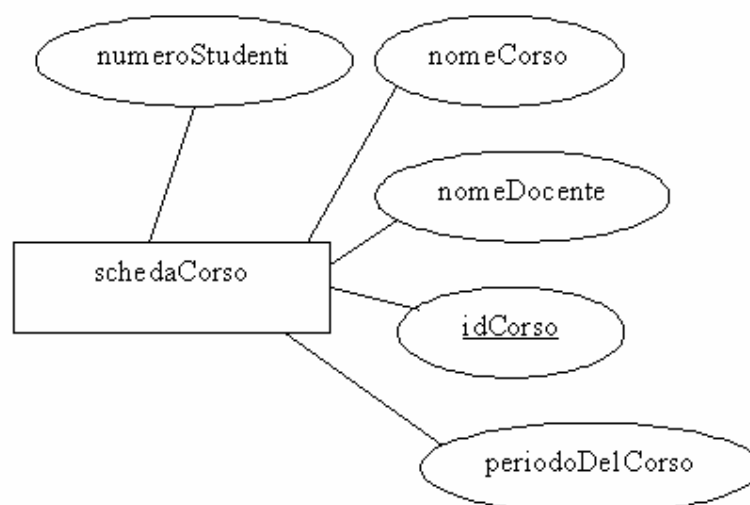 numeroStudenti
nomeCorso
nomeDocente
schedaCorso
idCorso
periodoDelCorso